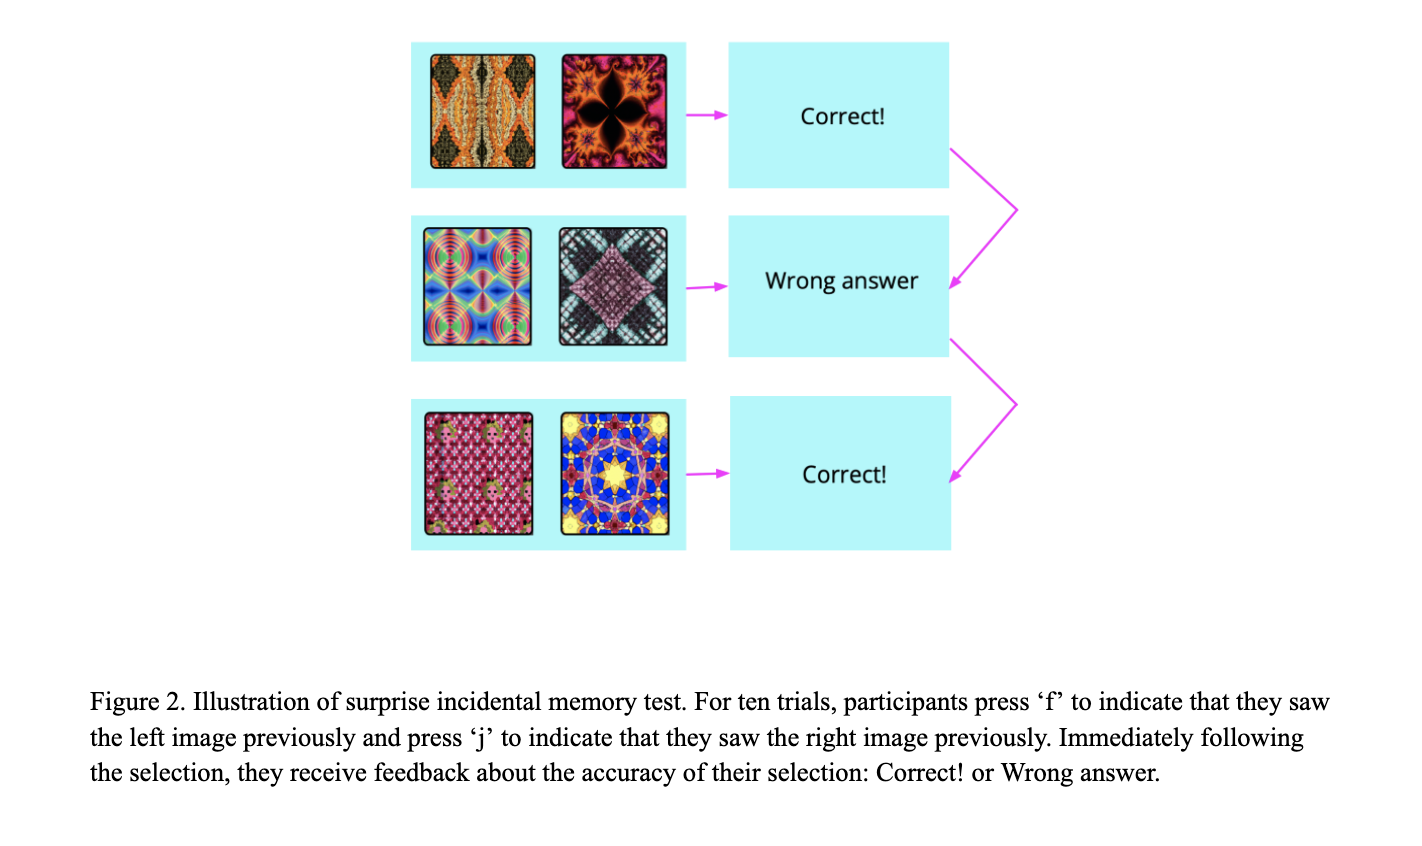 Correct!
Wrong answer
Correct!
Figure 2. Illustration of surprise incidental memory test. For ten trials, participants press ‘f’ to indicate that they saw
the left image previously and press ‘j’ to indicate that they saw the right image previously. Immediately following
the selection, they receive feedback about the accuracy of their selection: Correct! or Wrong answer.